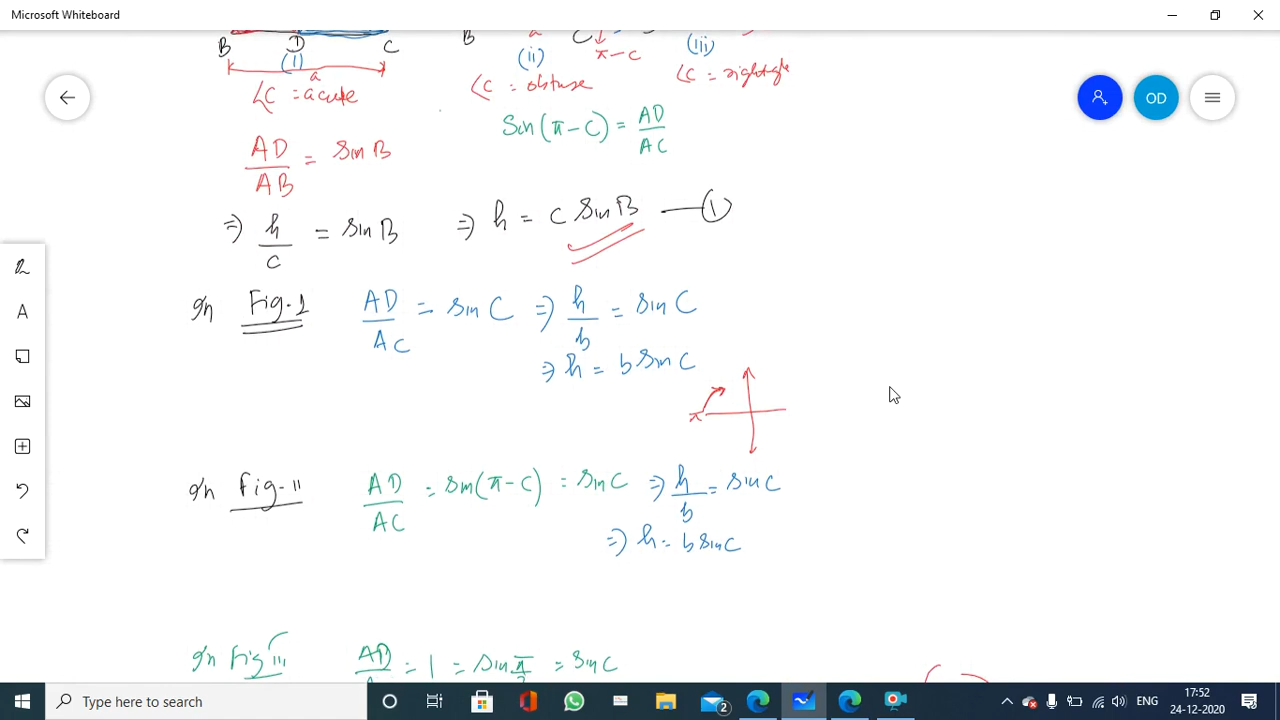 Microsoft Whiteboard
B D C
(i)
a
∠C = acute
B a C
(ii)
π-C
∠C = obtuse
(iii)
∠C = right angle
Sin(π-C) = AD/AC
AD/AB = sin B
⇒ h/c = sin B ⇒ h = c sin B —①
In Fig-1 AD/AC = sin C ⇒ h/b = sin C
⇒ h = b sin C
π
In Fig-II AD/AC = sin(π-C) = sin C ⇒ h/b = sin C
⇒ h = b sin C
In Fig III AD = 1 = sin π/2 = sin C
OD
A
Type here to search
2
ENG
17:52
24-12-2020